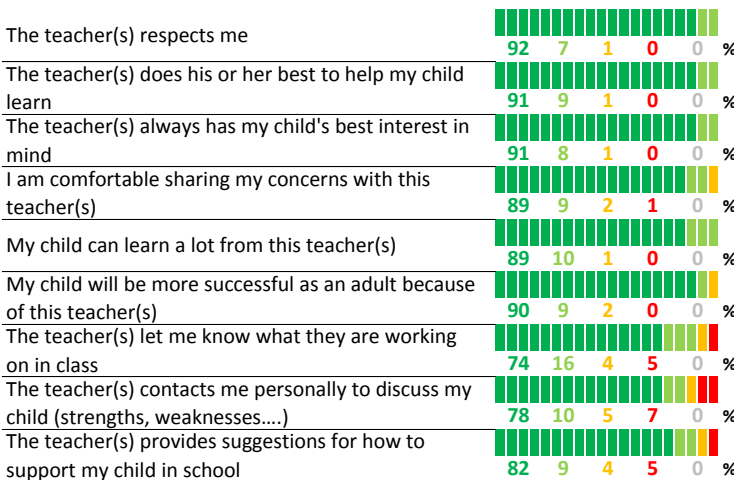 The teacher(s) respects me
92 7 1 0 0 %
The teacher(s) does his or her best to help my child
learn
91 9 1 0 0 %
The teacher(s) always has my child's best interest in
mind
91 8 1 0 0 %
I am comfortable sharing my concerns with this
teacher(s)
89 9 2 1 0 %
My child can learn a lot from this teacher(s)
89 10 1 0 0 %
My child will be more successful as an adult because
of this teacher(s)
90 9 2 0 0 %
The teacher(s) let me know what they are working
on in class
74 16 4 5 0 %
The teacher(s) contacts me personally to discuss my
child (strengths, weaknesses....)
78 10 5 7 0 %
The teacher(s) provides suggestions for how to
support my child in school
82 9 4 5 0 %